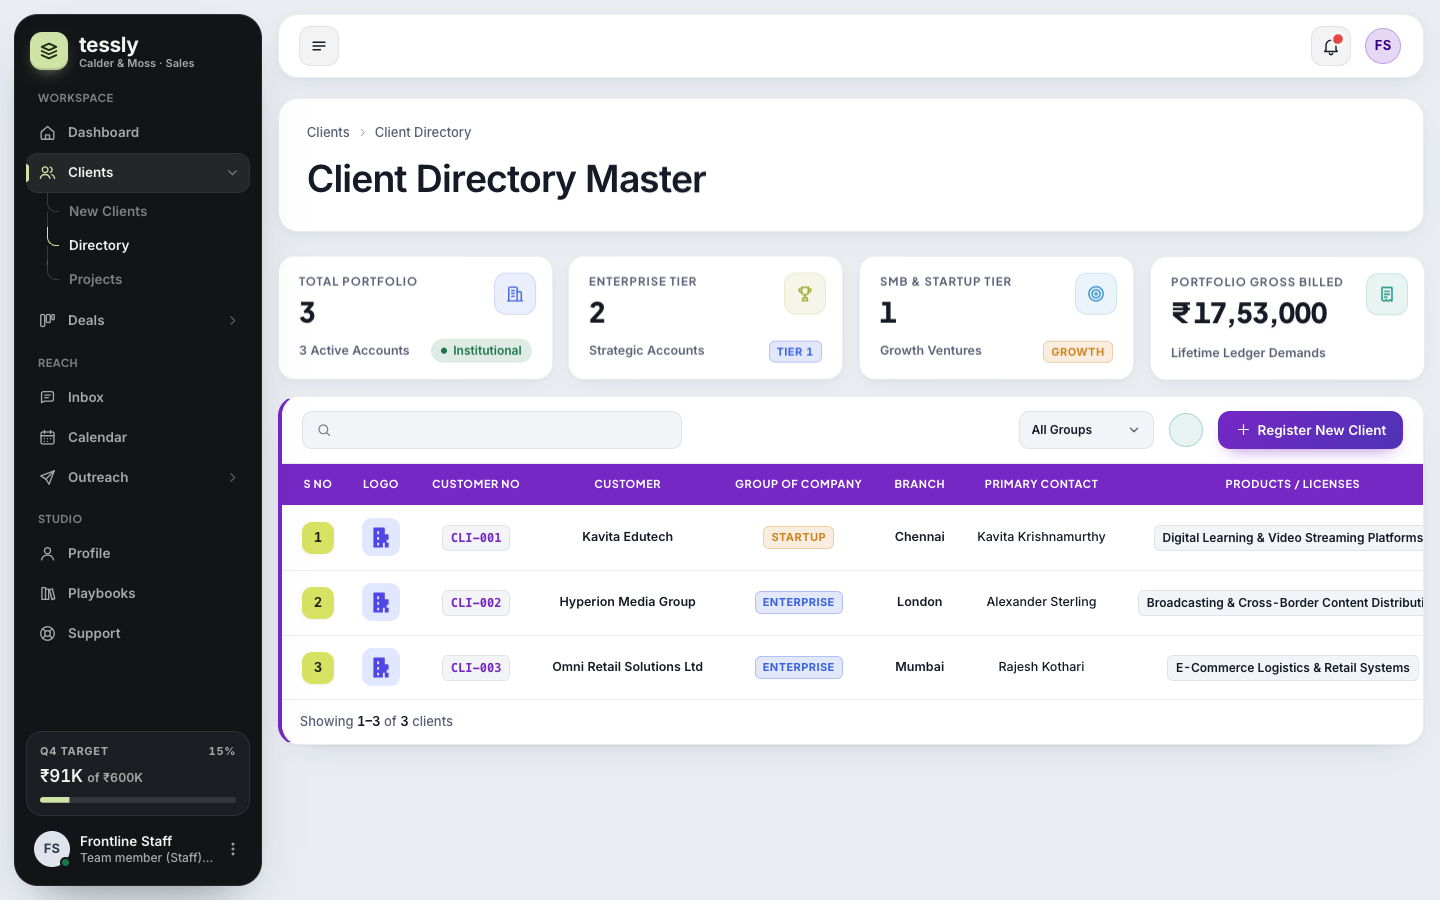 tessly
Calder & Moss · Sales
WORKSPACE
Dashboard
Clients
New Clients
Directory
Projects
Deals
REACH
Inbox
Calendar
Outreach
STUDIO
Profile
Playbooks
Support
Q4 TARGET 15%
₹91K of ₹600K
FS
Frontline Staff
Team member (Staff)...
FS
Clients > Client Directory
Client Directory Master
TOTAL PORTFOLIO
3
3 Active Accounts Institutional
ENTERPRISE TIER
2
Strategic Accounts TIER 1
SMB & STARTUP TIER
1
Growth Ventures GROWTH
PORTFOLIO GROSS BILLED
₹17,53,000
Lifetime Ledger Demands
All Groups
Register New Client
S NO LOGO CUSTOMER NO CUSTOMER GROUP OF COMPANY BRANCH PRIMARY CONTACT PRODUCTS / LICENSES
1 CLI-001 Kavita Edutech STARTUP Chennai Kavita Krishnamurthy Digital Learning & Video Streaming Platforms
2 CLI-002 Hyperion Media Group ENTERPRISE London Alexander Sterling Broadcasting & Cross-Border Content Distributi
3 CLI-003 Omni Retail Solutions Ltd ENTERPRISE Mumbai Rajesh Kothari E-Commerce Logistics & Retail Systems
Showing 1–3 of 3 clients